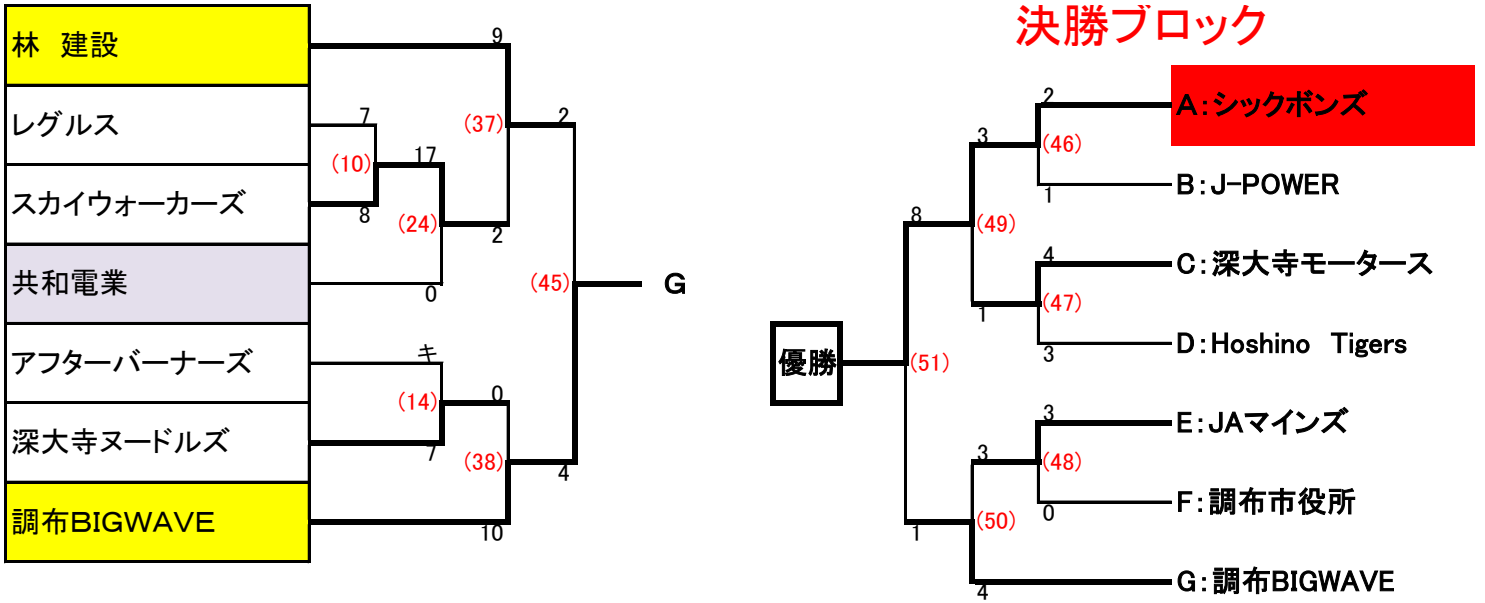 決勝ブロック
林　建設
9
レグルス
7
(10)
17
(37)
2
スカイウォーカーズ
8
(24)
2
共和電業
0
(45)
G
アフターバーナーズ
キ
(14)
0
深大寺ヌードルズ
7
(38)
4
調布BIGWAVE
10
2
A:シックボンズ
3
(46)
1
B:J-POWER
8
(49)
4
C:深大寺モータース
1
(47)
3
D:Hoshino　Tigers
優勝
(51)
3
E:JAマインズ
3
(48)
0
F:調布市役所
1
(50)
4
G:調布BIGWAVE